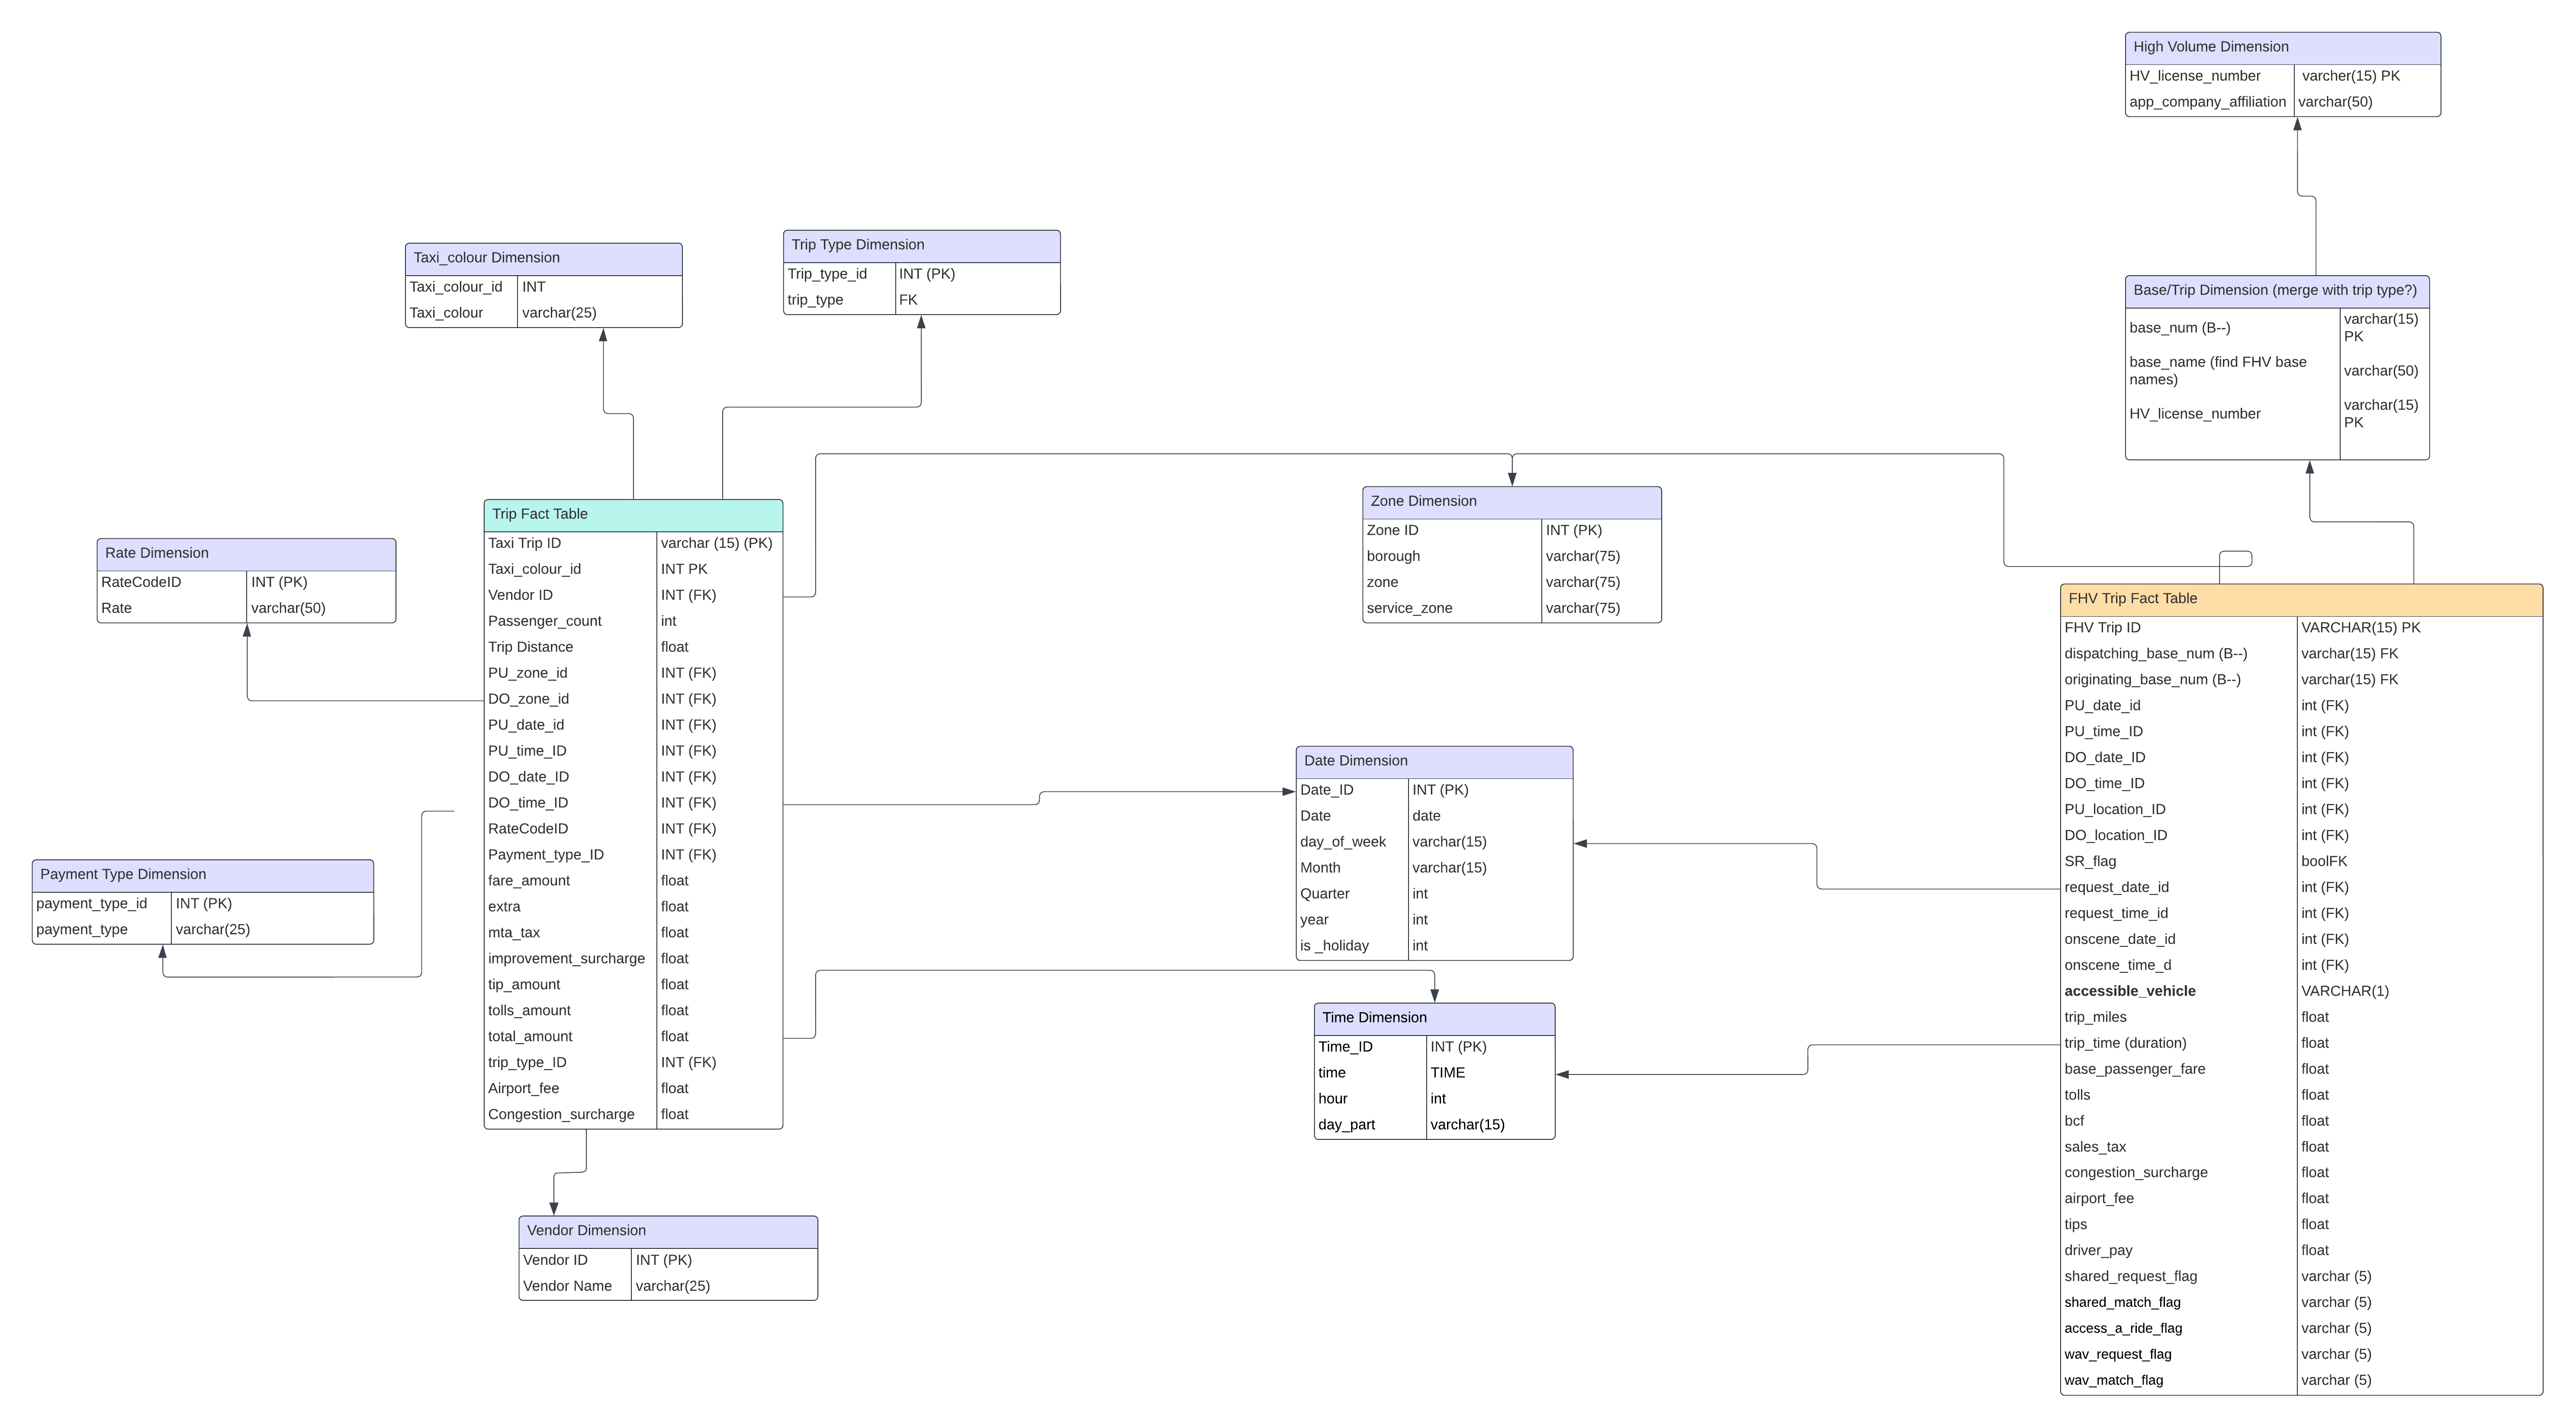 High Volume Dimension
HV_license_number varcher(15) PK
app_company_affiliation varchar(50)
Taxi_colour Dimension
Taxi_colour_id INT
Taxi_colour varchar(25)
Trip Type Dimension
Trip_type_id INT (PK)
trip_type FK
Base/Trip Dimension (merge with trip type?)
base_num (B--) varchar(15)
PK
base_name (find FHV base
names) varchar(50)
HV_license_number varchar(15)
PK
Trip Fact Table
Taxi Trip ID varchar (15) (PK)
Taxi_colour_id INT PK
Vendor ID INT (FK)
Passenger_count int
Trip Distance float
PU_zone_id INT (FK)
DO_zone_id INT (FK)
PU_date_id INT (FK)
PU_time_ID INT (FK)
DO_date_ID INT (FK)
DO_time_ID INT (FK)
RateCodeID INT (FK)
Payment_type_ID INT (FK)
fare_amount float
extra float
mta_tax float
improvement_surcharge float
tip_amount float
tolls_amount float
total_amount float
trip_type_ID INT (FK)
Airport_fee float
Congestion_surcharge float
Rate Dimension
RateCodeID INT (PK)
Rate varchar(50)
Zone Dimension
Zone ID INT (PK)
borough varchar(75)
zone varchar(75)
service_zone varchar(75)
FHV Trip Fact Table
FHV Trip ID VARCHAR(15) PK
dispatching_base_num (B--) varchar(15) FK
originating_base_num (B--) varchar(15) FK
PU_date_id int (FK)
PU_time_ID int (FK)
DO_date_ID int (FK)
DO_time_ID int (FK)
PU_location_ID int (FK)
DO_location_ID int (FK)
SR_flag boolFK
request_date_id int (FK)
request_time_id int (FK)
onscene_date_id int (FK)
onscene_time_d int (FK)
accessible_vehicle VARCHAR(1)
trip_miles float
trip_time (duration) float
base_passenger_fare float
tolls float
bcf float
sales_tax float
congestion_surcharge float
airport_fee float
tips float
driver_pay float
shared_request_flag varchar (5)
shared_match_flag varchar (5)
access_a_ride_flag varchar (5)
wav_request_flag varchar (5)
wav_match_flag varchar (5)
Date Dimension
Date_ID INT (PK)
Date date
day_of_week varchar(15)
Month varchar(15)
Quarter int
year int
is _holiday int
Payment Type Dimension
payment_type_id INT (PK)
payment_type varchar(25)
Time Dimension
Time_ID INT (PK)
time TIME
hour int
day_part varchar(15)
Vendor Dimension
Vendor ID INT (PK)
Vendor Name varchar(25)